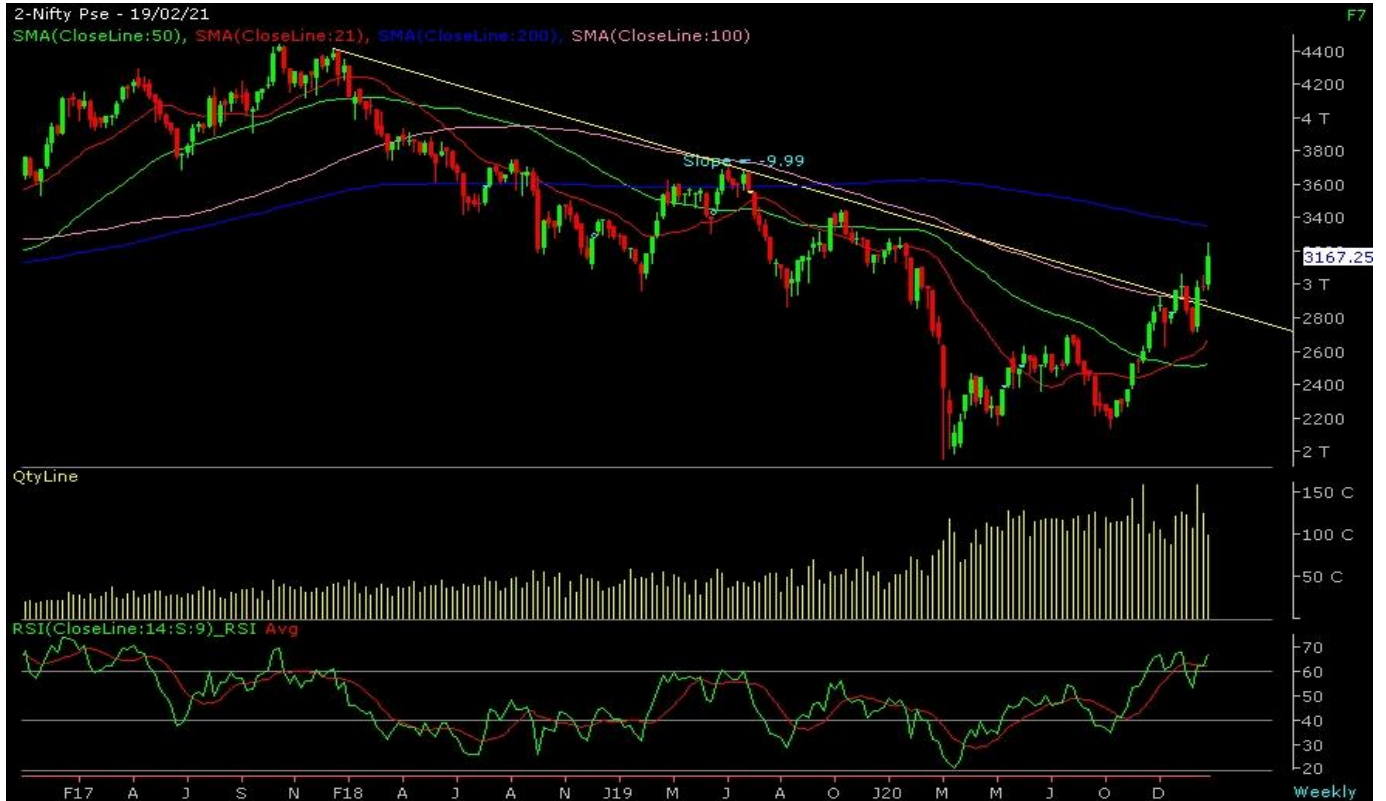 2-Nifty Pse - 19/02/21
F7
SMA(CloseLine:50), SMA(CloseLine:21), SMA(CloseLine:200), SMA(CloseLine:100)
4400
4200
4 T
3800
Slope = -9.99
3600
3400
3167.25
3 T
2800
2600
2400
2200
2 T
QtyLine
150 C
100 C
50 C
RSI(CloseLine:14:S:9)_RSI Avg
70
60
50
40
30
20
F17 A J S N F18 A J A N J19 M J A O J20 M M J O D Weekly